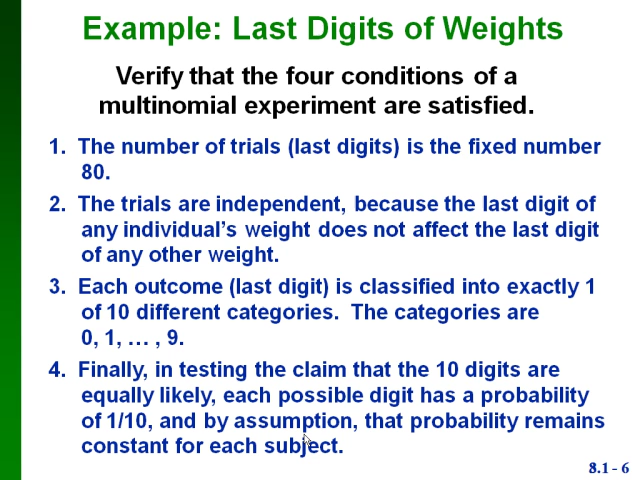 Example: Last Digits of Weights
Verify that the four conditions of a
multinomial experiment are satisfied.
1. The number of trials (last digits) is the fixed number
80.
2. The trials are independent, because the last digit of
any individual’s weight does not affect the last digit
of any other weight.
3. Each outcome (last digit) is classified into exactly 1
of 10 different categories. The categories are
0, 1, … , 9.
4. Finally, in testing the claim that the 10 digits are
equally likely, each possible digit has a probability
of 1/10, and by assumption, that probability remains
constant for each subject.
8.1 - 6